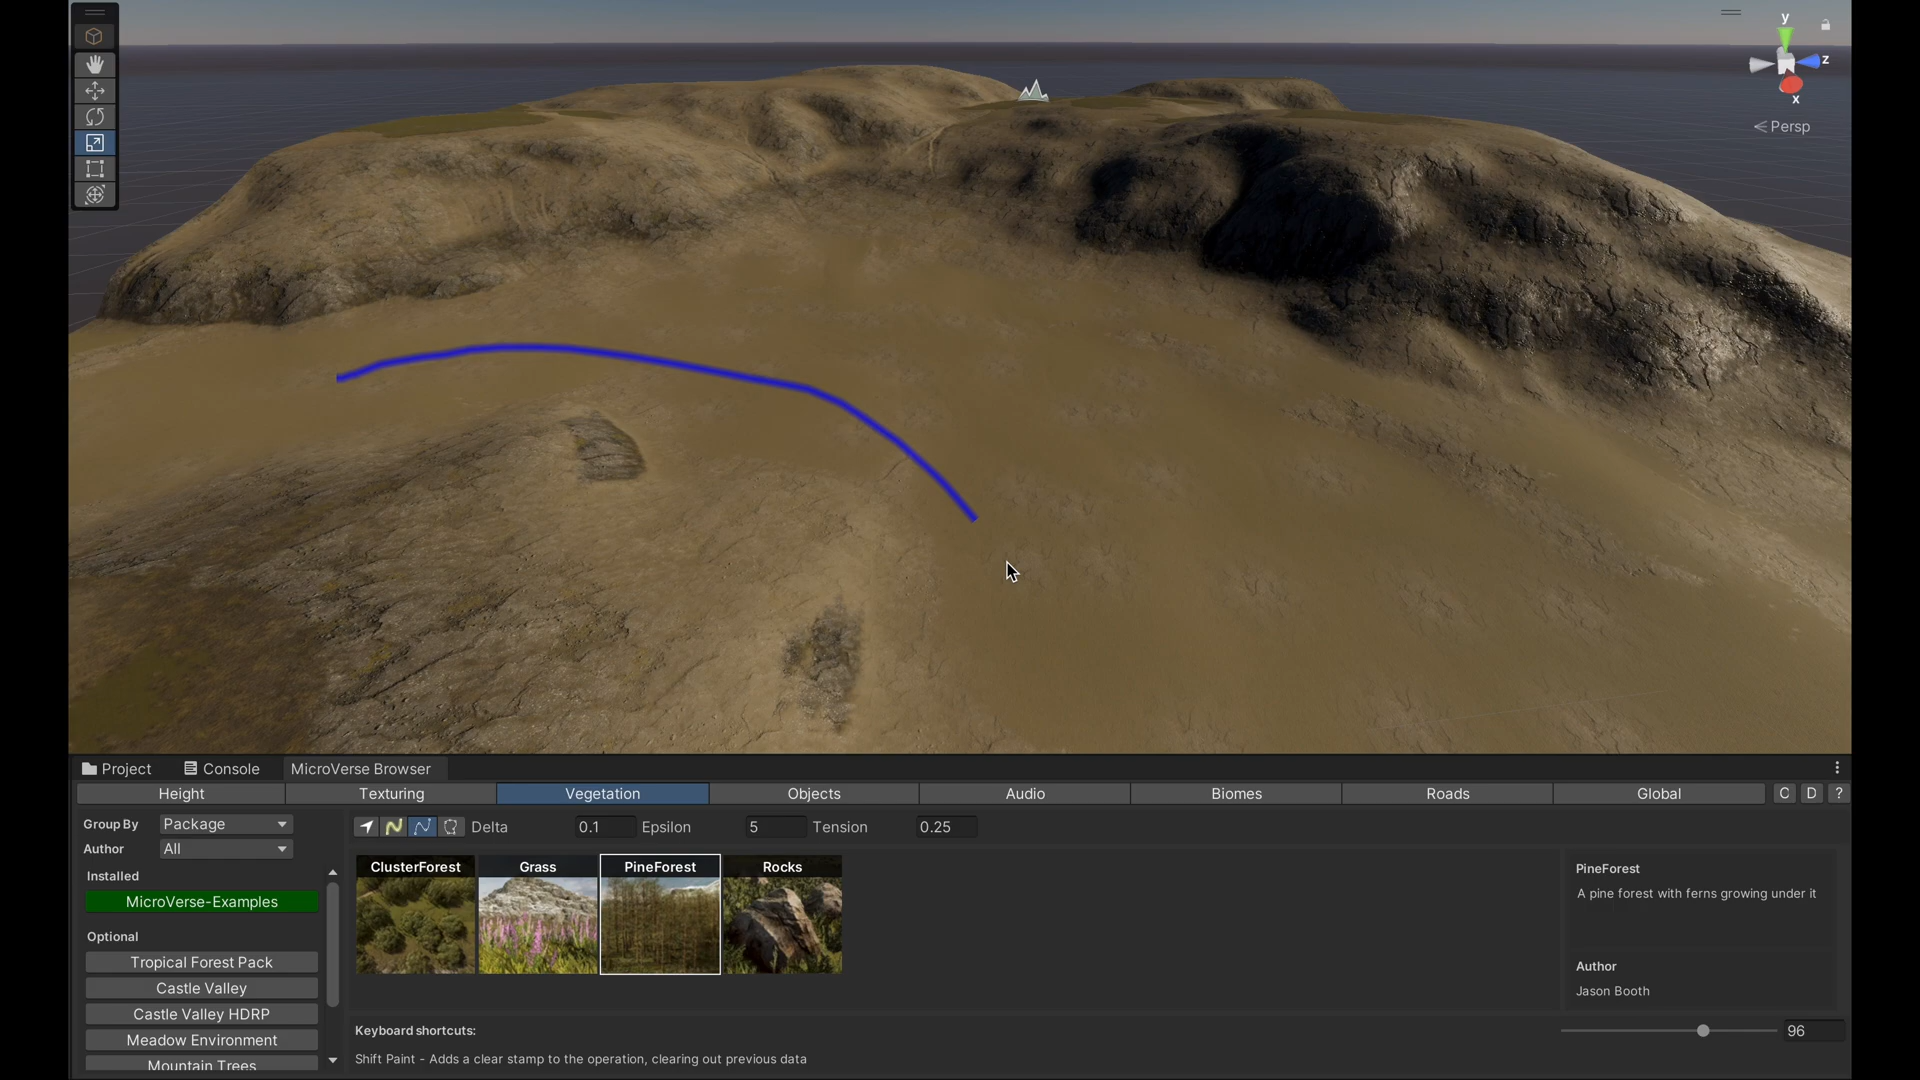 y
z
x
Persp
Project
Console
MicroVerse Browser
Height
Texturing
Vegetation
Objects
Audio
Biomes
Roads
Global
C
D
?
Group By
Package
Delta
0.1
Epsilon
5
Tension
0.25
Author
All
Installed
MicroVerse-Examples
Optional
Tropical Forest Pack
Castle Valley
Castle Valley HDRP
Meadow Environment
Mountain Trees
ClusterForest
Grass
PineForest
Rocks
PineForest
A pine forest with ferns growing under it
Author
Jason Booth
Keyboard shortcuts:
96
Shift Paint - Adds a clear stamp to the operation, clearing out previous data